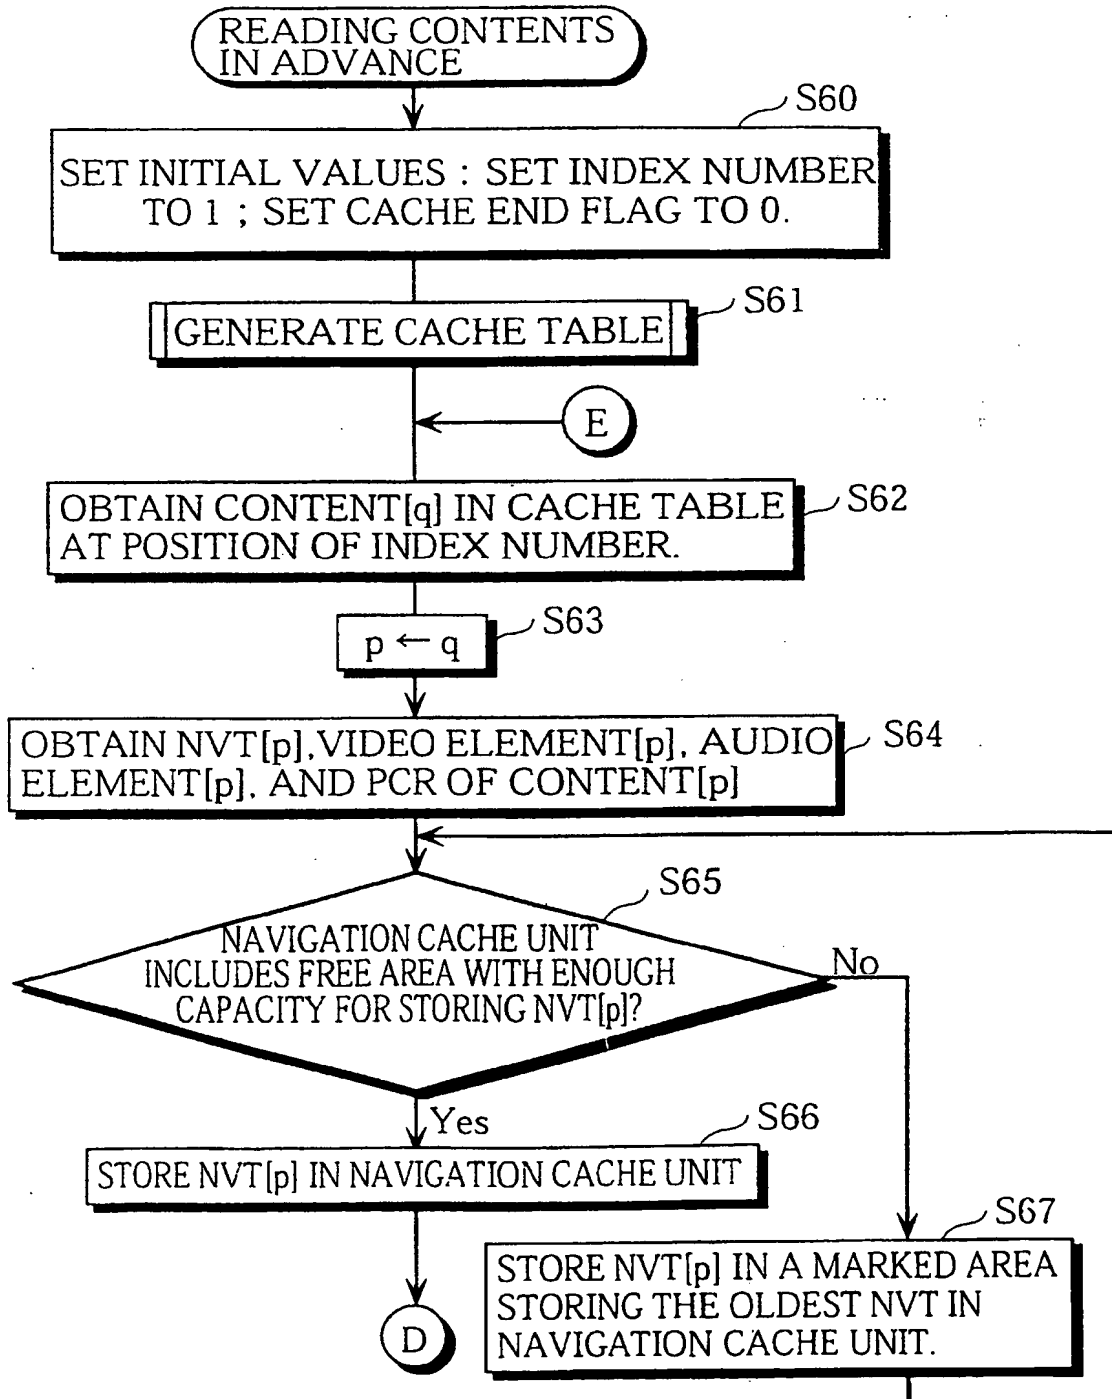 READING CONTENTS
IN ADVANCE
S60
SET INITIAL VALUES : SET INDEX NUMBER
TO 1 ; SET CACHE END FLAG TO 0.
S61
GENERATE CACHE TABLE
E
S62
OBTAIN CONTENT[q] IN CACHE TABLE
AT POSITION OF INDEX NUMBER.
S63
p ← q
S64
OBTAIN NVT[p],VIDEO ELEMENT[p], AUDIO
ELEMENT[p], AND PCR OF CONTENT[p]
S65
NAVIGATION CACHE UNIT
INCLUDES FREE AREA WITH ENOUGH
CAPACITY FOR STORING NVT[p]?
No
Yes
S66
STORE NVT[p] IN NAVIGATION CACHE UNIT
S67
STORE NVT[p] IN A MARKED AREA
STORING THE OLDEST NVT IN
NAVIGATION CACHE UNIT.
D